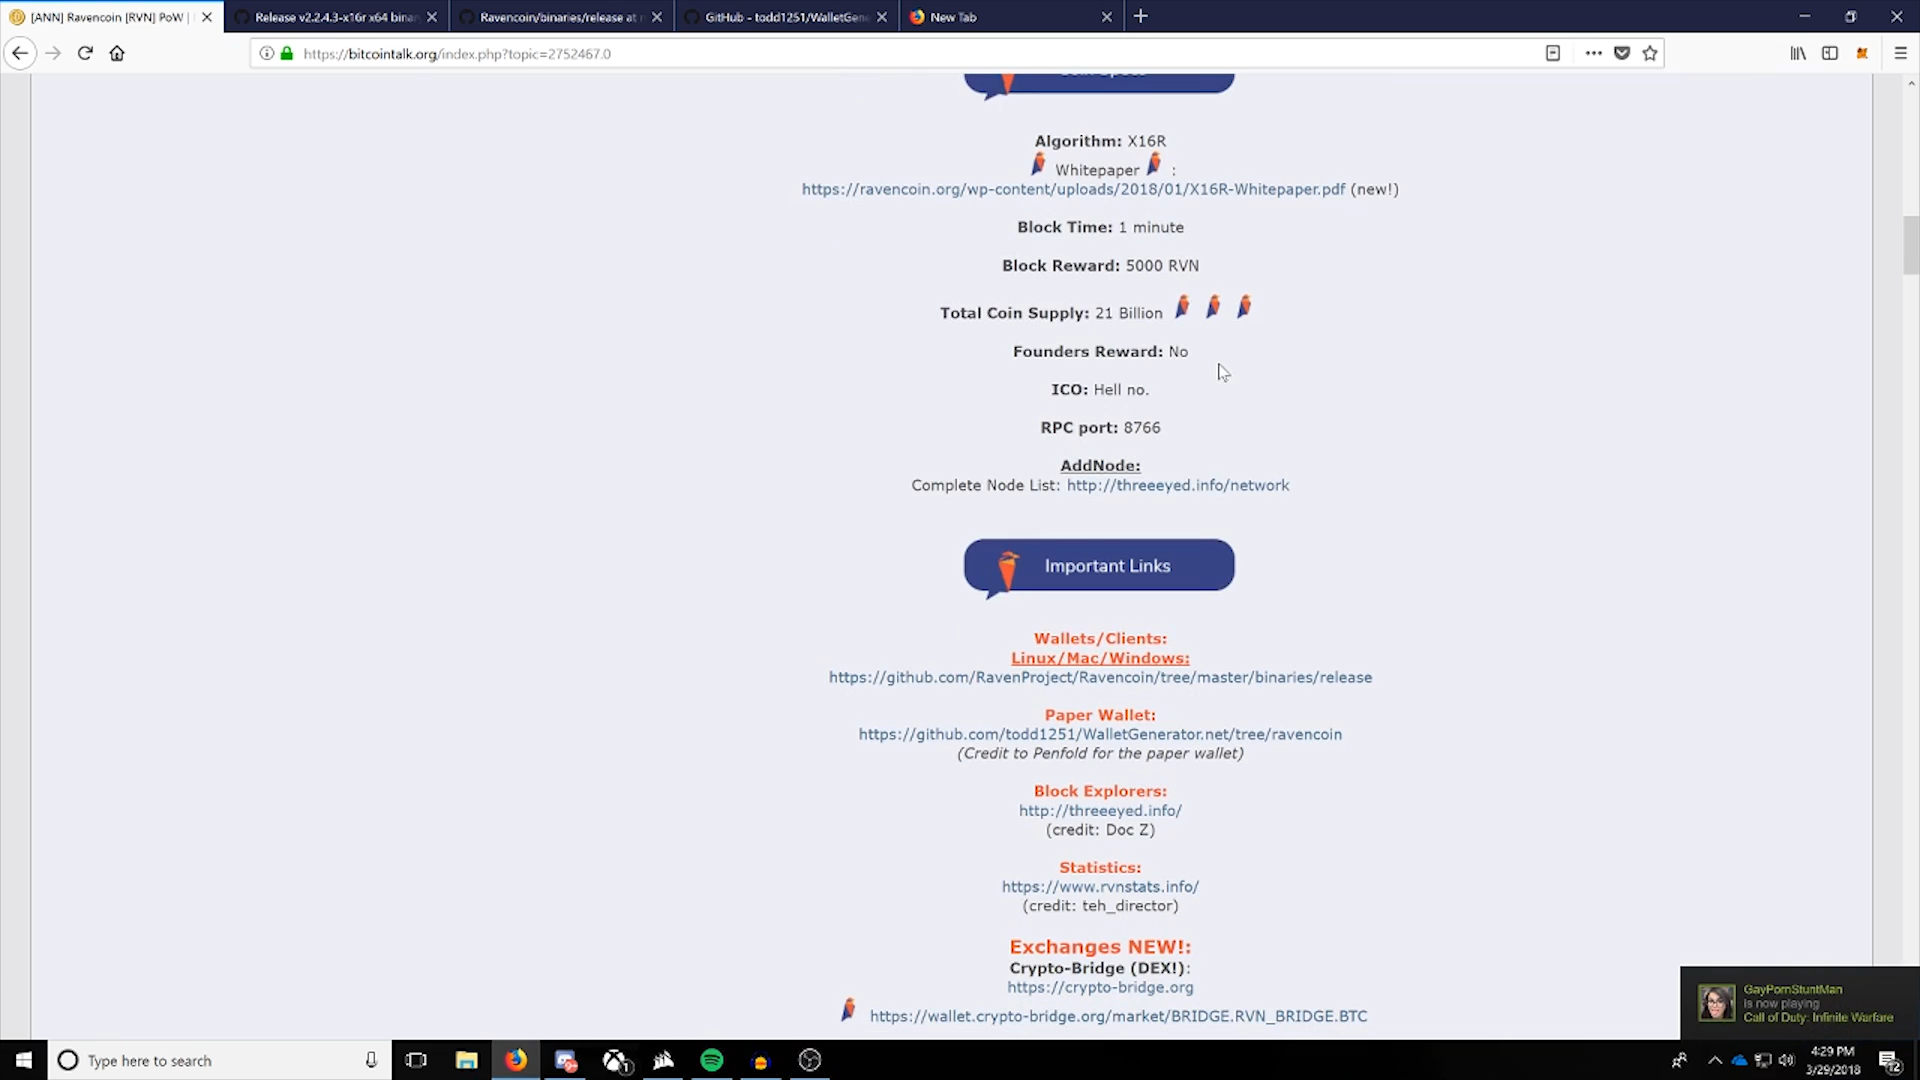 [ANN] Ravencoin [RVN] PoW |
Release v2.2.4.3-x16r x64 binar
Ravencoin/binaries/release at
GitHub - todd1251/WalletGene
New Tab
https://bitcointalk.org/index.php?topic=2752467.0
Algorithm: X16R
Whitepaper :
https://ravencoin.org/wp-content/uploads/2018/01/X16R-Whitepaper.pdf (new!)
Block Time: 1 minute
Block Reward: 5000 RVN
Total Coin Supply: 21 Billion
Founders Reward: No
ICO: Hell no.
RPC port: 8766
AddNode:
Complete Node List: http://threeeyed.info/network
Important Links
Wallets/Clients:
Linux/Mac/Windows:
https://github.com/RavenProject/Ravencoin/tree/master/binaries/release
Paper Wallet:
https://github.com/todd1251/WalletGenerator.net/tree/ravencoin
(Credit to Penfold for the paper wallet)
Block Explorers:
http://threeeyed.info/
(credit: Doc Z)
Statistics:
https://www.rvnstats.info/
(credit: teh_director)
Exchanges NEW!:
Crypto-Bridge (DEX!):
https://crypto-bridge.org
https://wallet.crypto-bridge.org/market/BRIDGE.RVN_BRIDGE.BTC
GayPornStuntMan
is now playing
Call of Duty: Infinite Warfare
Type here to search
1
4:29 PM
3/29/2018
12